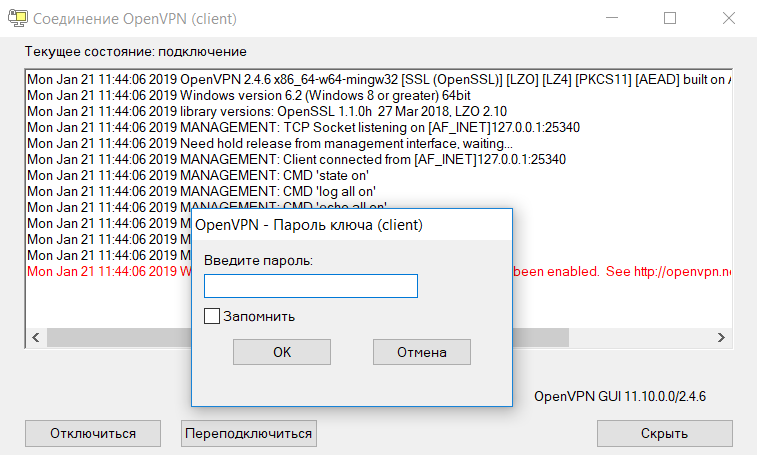 Соединение OpenVPN (client)
Текущее состояние: подключение
Mon Jan 21 11:44:06 2019 OpenVPN 2.4.6 x86_64-w64-mingw32 [SSL (OpenSSL)] [LZO] [LZ4] [PKCS11] [AEAD] built on A
Mon Jan 21 11:44:06 2019 Windows version 6.2 (Windows 8 or greater) 64bit
Mon Jan 21 11:44:06 2019 library versions: OpenSSL 1.1.0h 27 Mar 2018, LZO 2.10
Mon Jan 21 11:44:06 2019 MANAGEMENT: TCP Socket listening on [AF_INET]127.0.0.1:25340
Mon Jan 21 11:44:06 2019 Need hold release from management interface, waiting...
Mon Jan 21 11:44:06 2019 MANAGEMENT: Client connected from [AF_INET]127.0.0.1:25340
Mon Jan 21 11:44:06 2019 MANAGEMENT: CMD 'state on'
Mon Jan 21 11:44:06 2019 MANAGEMENT: CMD 'log all on'
Mon Jan 21 11:44:06 2019 MANAGEMENT: CMD 'echo all on'
Mon Jan 21 11:44:06 2019 M
Mon Jan 21 11:44:06 2019 M
Mon Jan 21 11:44:06 2019 M
Mon Jan 21 11:44:06 2019 W been enabled. See http://openvpn.ne
OpenVPN - Пароль ключа (client)
Введите пароль:
Запомнить
OK Отмена
OpenVPN GUI 11.10.0.0/2.4.6
Отключиться Переподключиться Скрыть